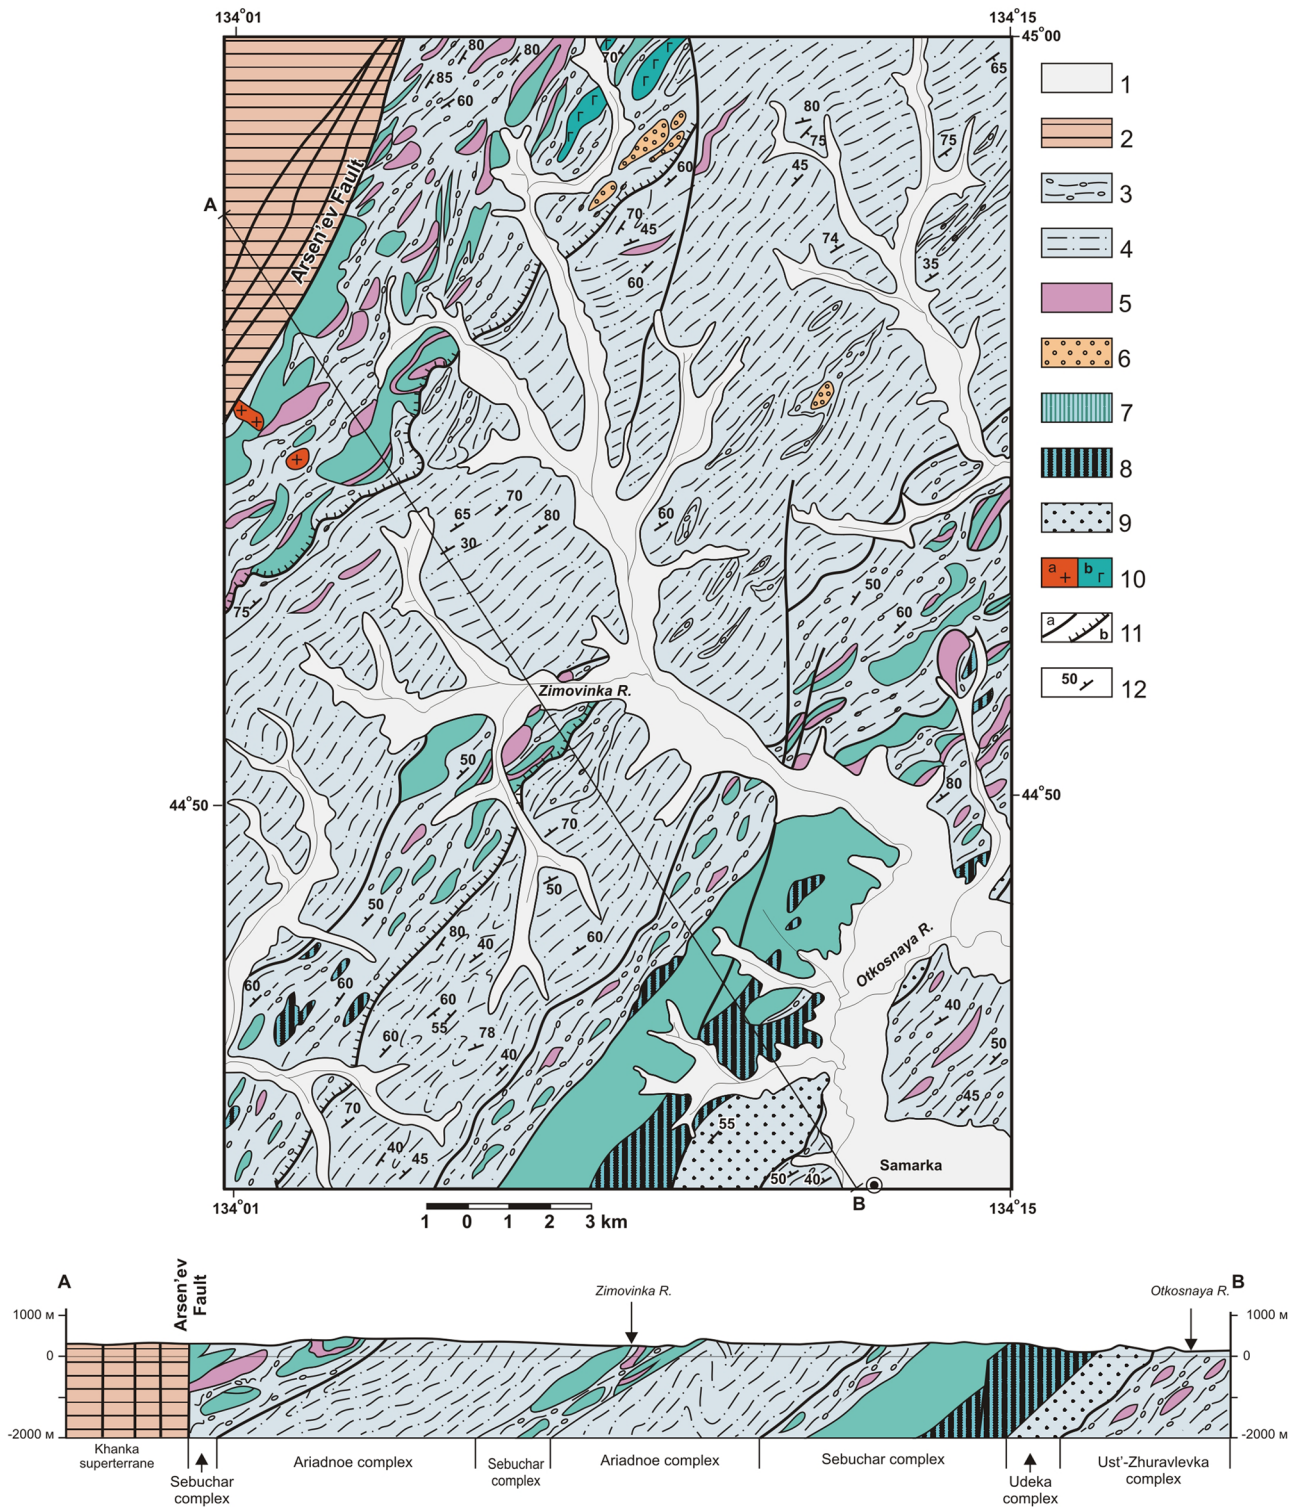 134°01
134°15
45°00
80
80
70
85
60
65
80
75
75
45
60
A
Arsen'ev Fault
70
45
74
60
35
1
2
3
4
5
6
7
8
9
a
b
10
a
b
11
50
12
70
65
80
60
30
50
60
75
Zimovinka R.
50
80
44°50
44°50
70
50
50
80
40
60
Otkosnaya R.
60
60
60
55
78
60
40
40
50
45
70
55
40
45
50
40
Samarka
B
134°01
134°15
1 0 1 2 3 km
A
Arsen'ev
Fault
Zimovinka R.
Otkosnaya R.
B
1000 м
1000 м
0
0
-2000 м
-2000 м
Khanka
superterrane
Sebuchar
complex
Ariadnoe complex
Sebuchar
complex
Ariadnoe complex
Sebuchar complex
Udeka
complex
Ust'-Zhuravlevka
complex